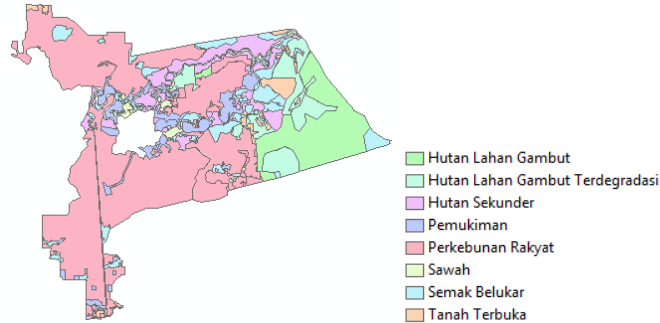 Hutan Lahan Gambut
Hutan Lahan Gambut Terdegradasi
Hutan Sekunder
Pemukiman
Perkebunan Rakyat
Sawah
Semak Belukar
Tanah Terbuka